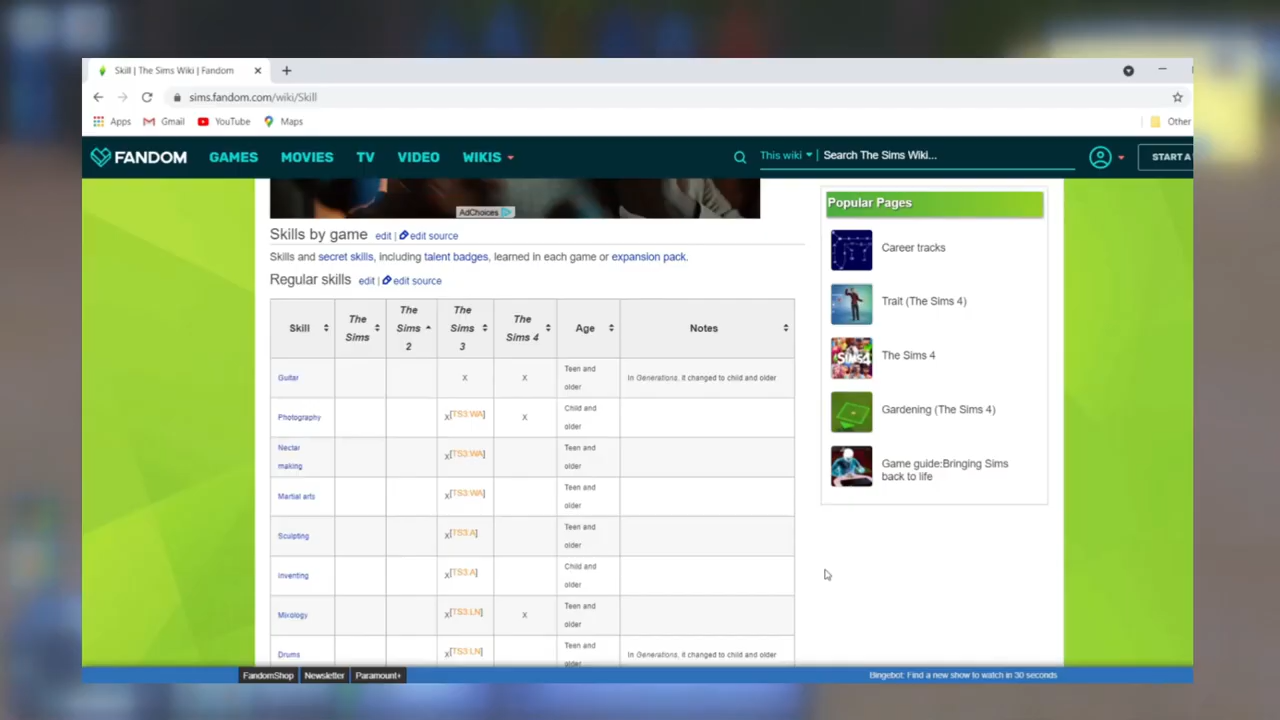 Skill | The Sims Wiki | Fandom
sims.fandom.com/wiki/Skill
Apps Gmail YouTube Maps Other
FANDOM GAMES MOVIES TV VIDEO WIKIS This wiki Search The Sims Wiki... START A
AdChoices
Skills by game edit | edit source
Skills and secret skills, including talent badges, learned in each game or expansion pack.
Regular skills edit | edit source
Skill The Sims The Sims 2 The Sims 3 The Sims 4 Age Notes
Guitar x x Teen and older In Generations, it changed to child and older
Photography x[TS3:WA] x Child and older
Nectar making x[TS3:WA] Teen and older
Martial arts x[TS3:WA] Teen and older
Sculpting x[TS3:A] Teen and older
Inventing x[TS3:A] Child and older
Mixology x[TS3:LN] x Teen and older
Drums x[TS3:LN] Teen and older In Generations, it changed to child and older
Popular Pages
Career tracks
Trait (The Sims 4)
The Sims 4
Gardening (The Sims 4)
Game guide:Bringing Sims
back to life
FandomShop Newsletter Paramount+ Bingebot: Find a new show to watch in 30 seconds